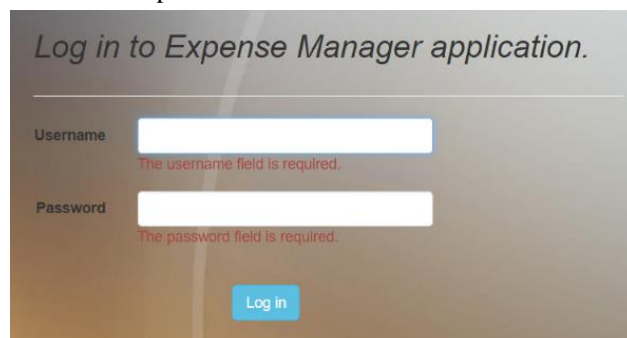 Log in to Expense Manager application.
Username
The username field is required.
Password
The password field is required.
Log in